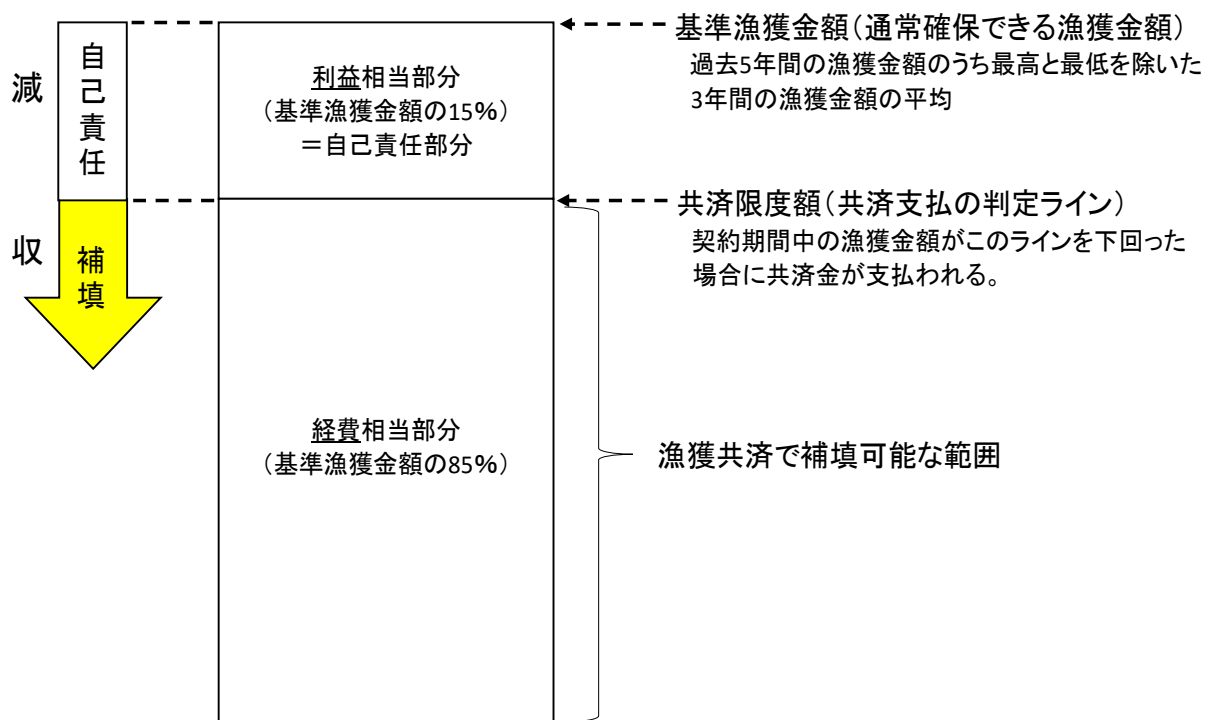 減
収
自己責任
補填
利益相当部分
（基準漁獲金額の15%）
＝自己責任部分
経費相当部分
（基準漁獲金額の85%）
基準漁獲金額（通常確保できる漁獲金額）
過去5年間の漁獲金額のうち最高と最低を除いた
3年間の漁獲金額の平均
共済限度額（共済支払の判定ライン）
契約期間中の漁獲金額がこのラインを下回った
場合に共済金が支払われる。
漁獲共済で補填可能な範囲